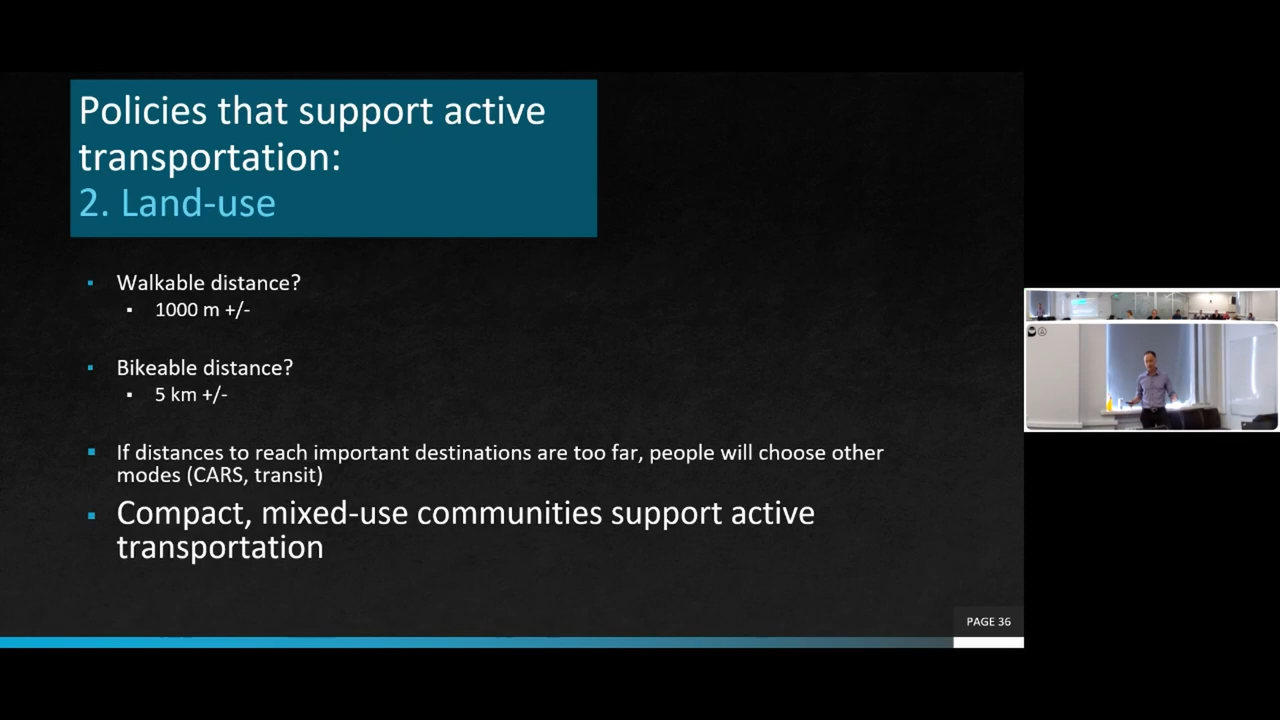 Policies that support active
transportation:
2. Land-use
Walkable distance?
1000 m +/-
Bikeable distance?
5 km +/-
If distances to reach important destinations are too far, people will choose other
modes (CARS, transit)
Compact, mixed-use communities support active
transportation
PAGE 36